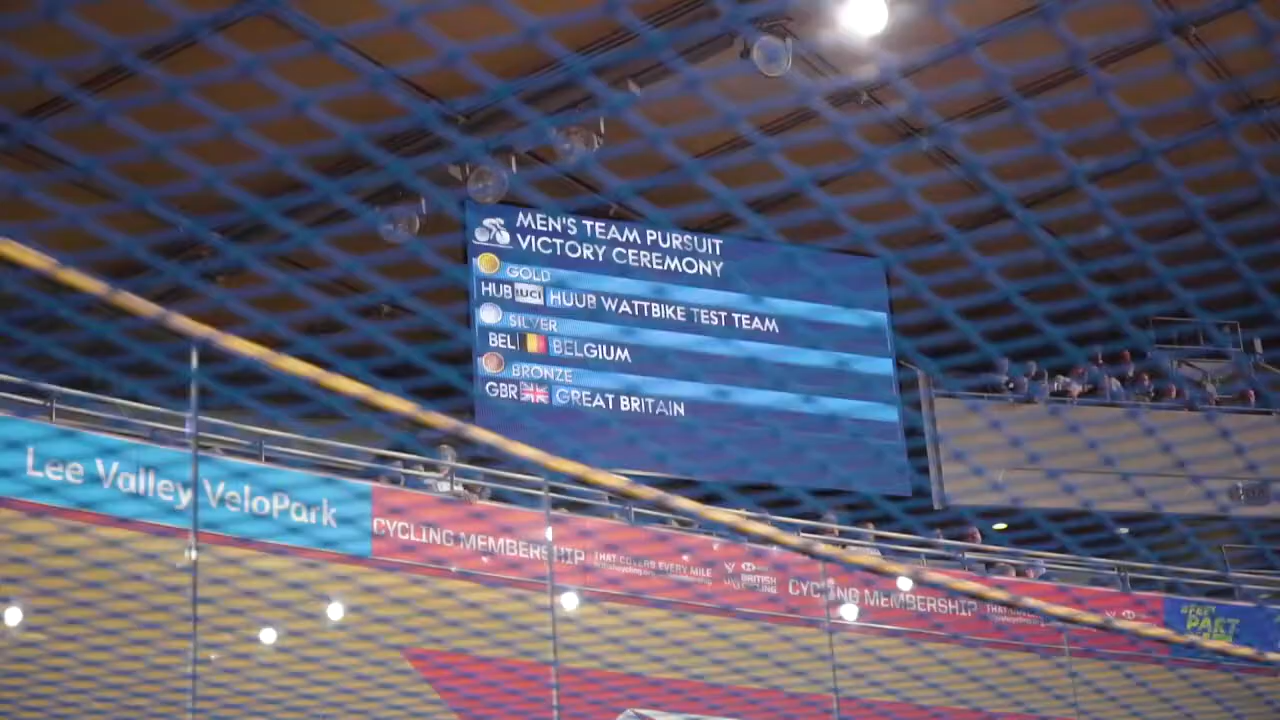 MEN'S TEAM PURSUIT
VICTORY CEREMONY
GOLD
HUB UCI HUUB WATTBIKE TEST TEAM
SILVER
BEL BELGIUM
BRONZE
GBR GREAT BRITAIN
Lee Valley VeloPark
CYCLING MEMBERSHIP
THAT COVERS EVERY MILE
BRITISH
CYCLING
CYCLING MEMBERSHIP
PART